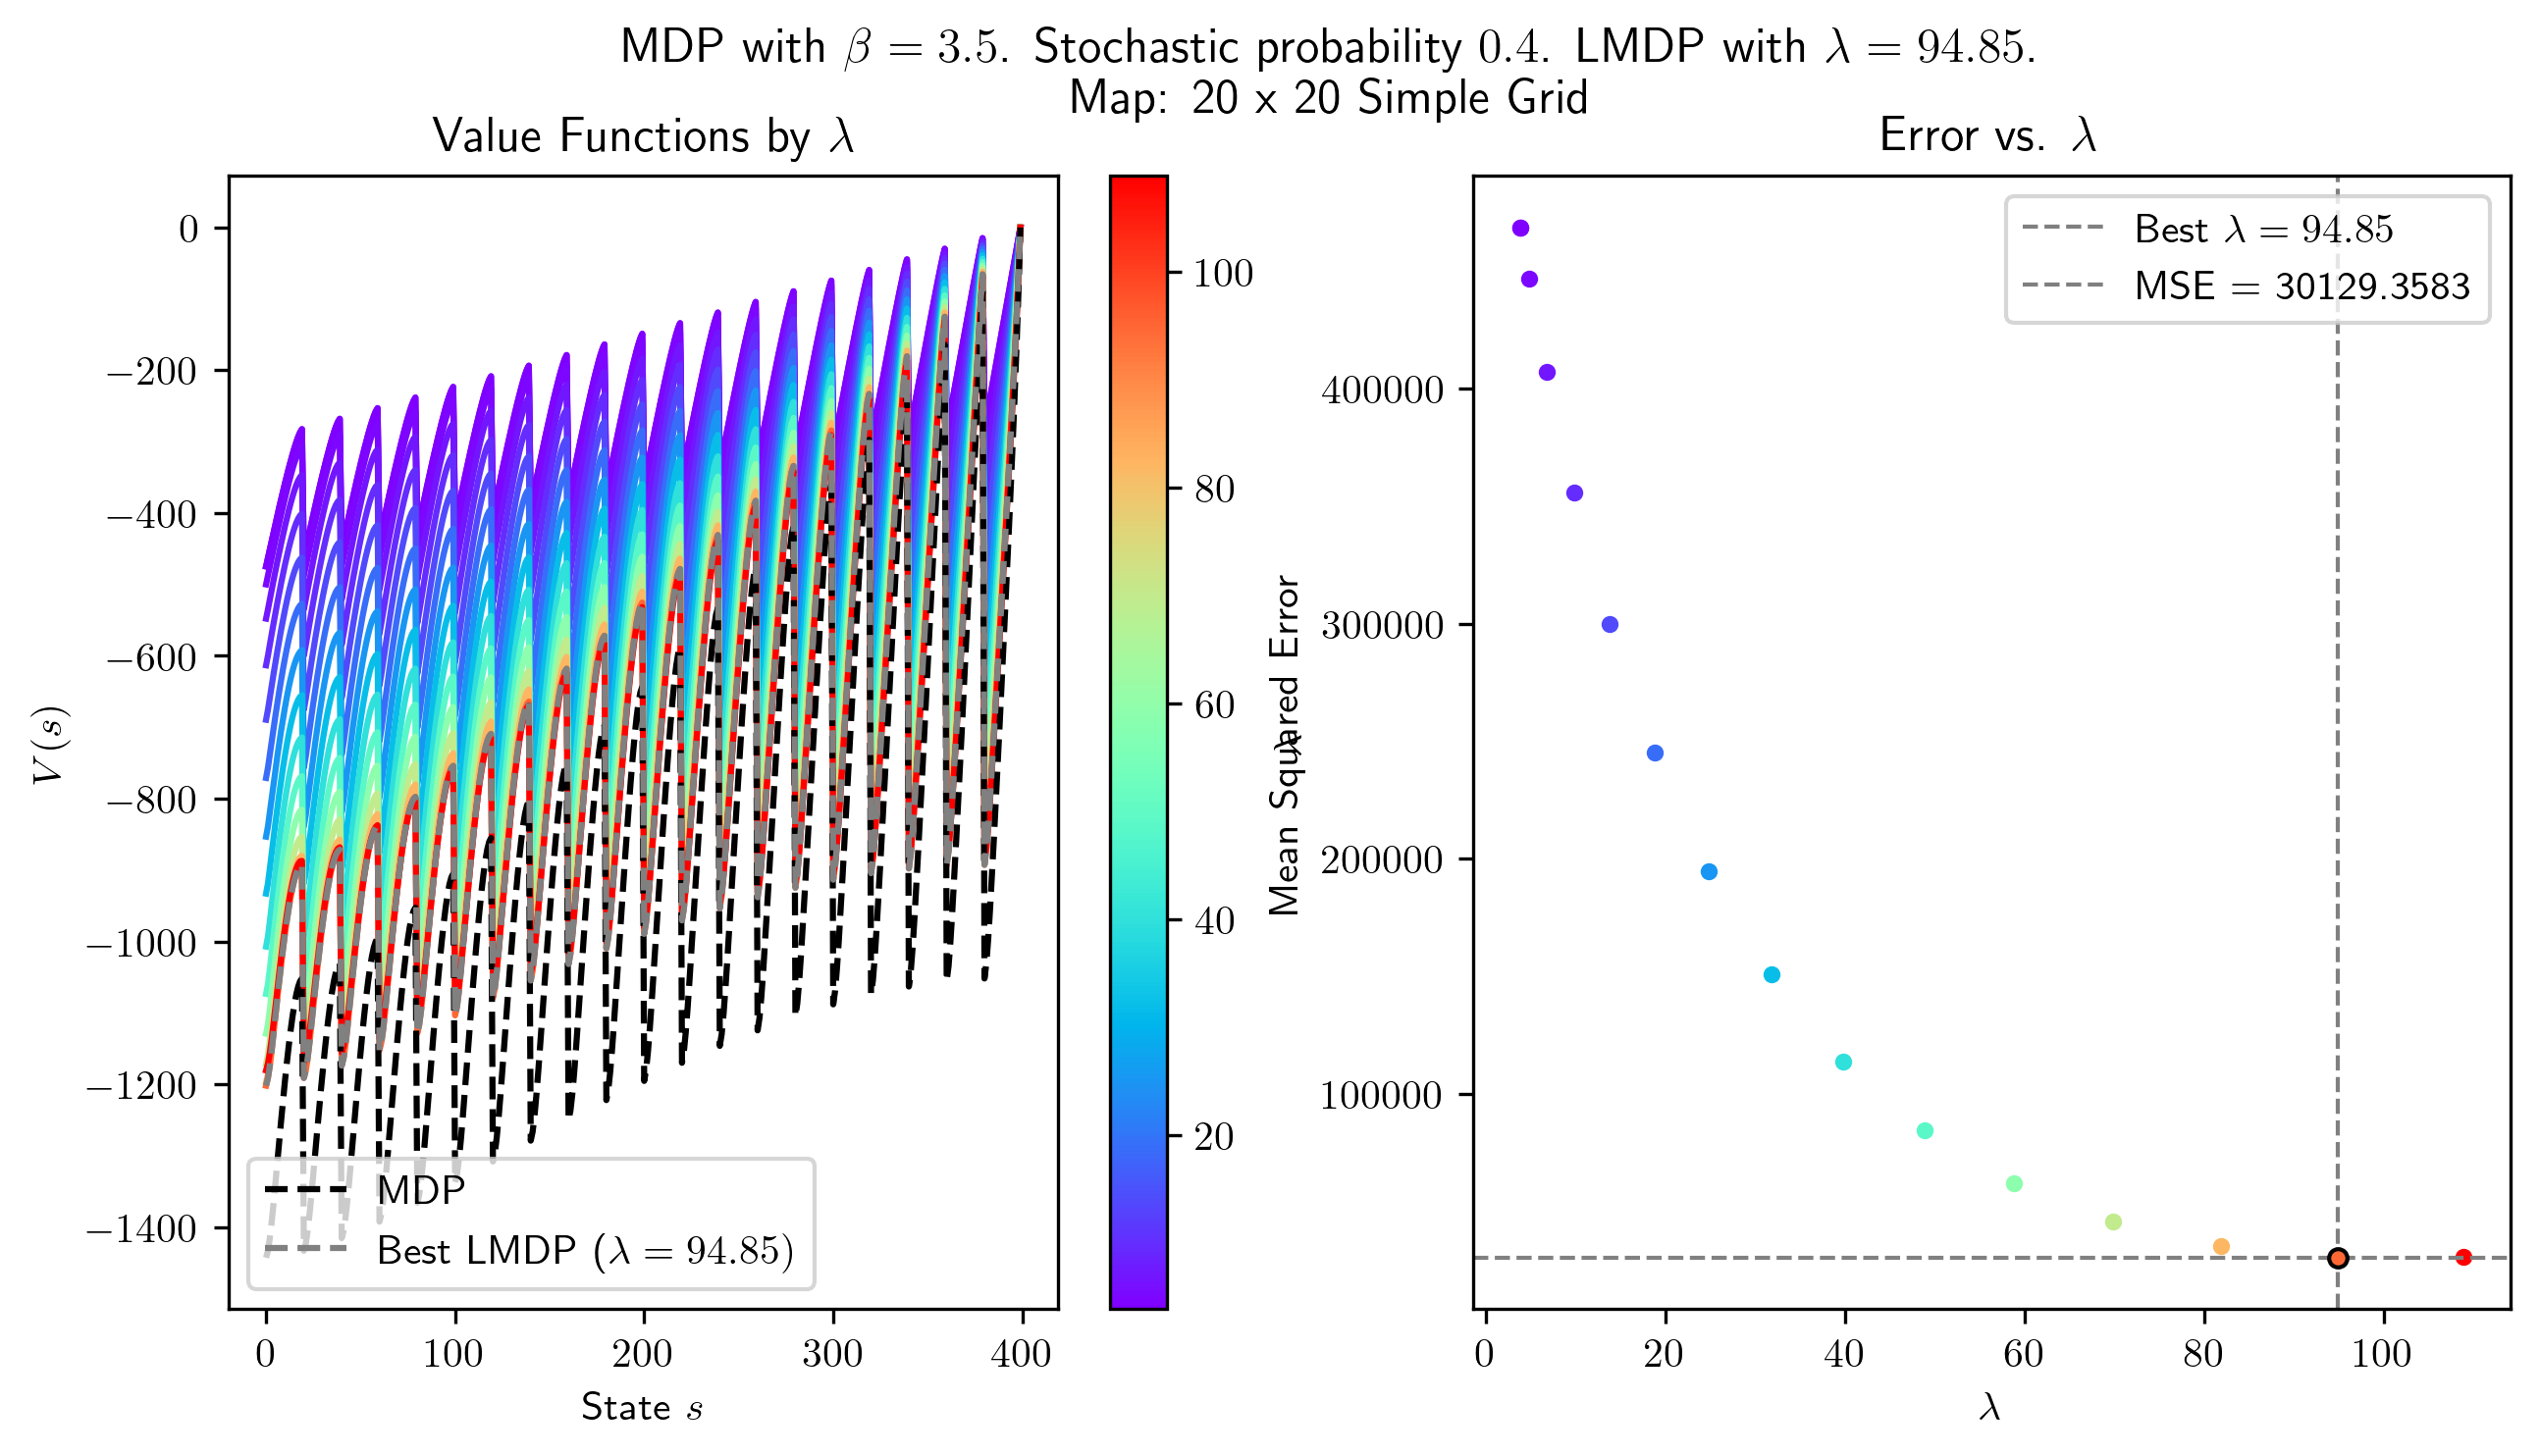 MDP with β = 3.5. Stochastic probability 0.4. LMDP with λ = 94.85.
Map: 20 x 20 Simple Grid
Value Functions by λ
V(s)
0
−200
−400
−600
−800
−1000
−1200
−1400
MDP
Best LMDP (λ = 94.85)
0 100 200 300 400
State s
100
80
60
40
20
λ
Error vs. λ
Mean Squared Error
400000
300000
200000
100000
Best λ = 94.85
MSE = 30129.3583
0 20 40 60 80 100
λ